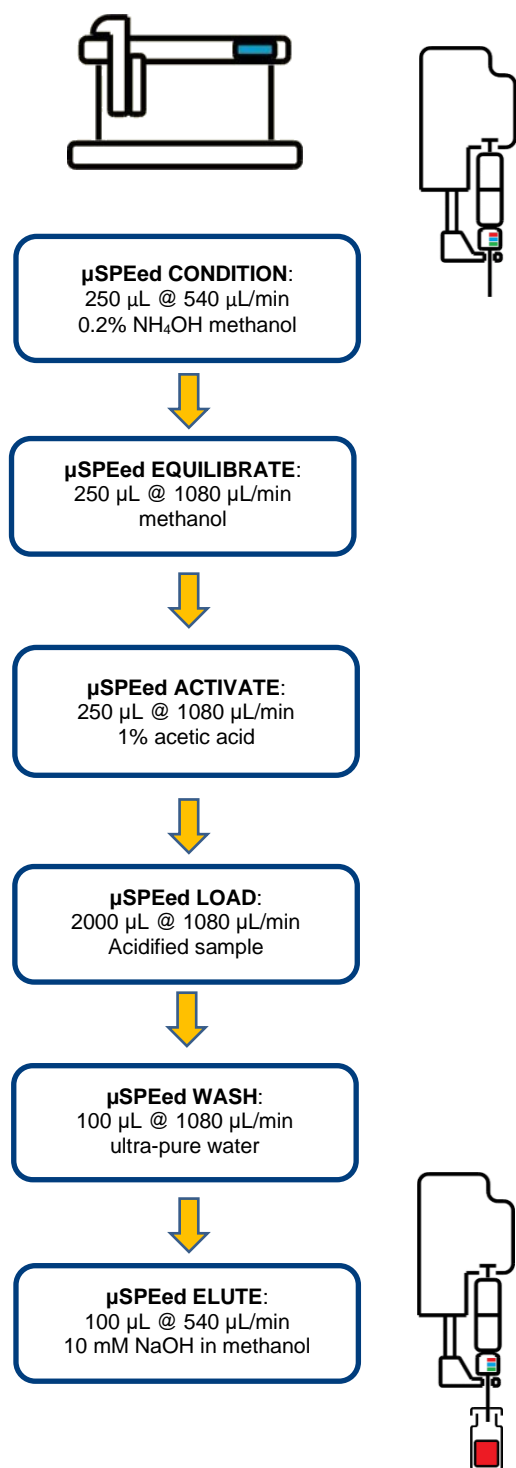 µSPEed CONDITION:
250 µL @ 540 µL/min
0.2% NH₄OH methanol
µSPEed EQUILIBRATE:
250 µL @ 1080 µL/min
methanol
µSPEed ACTIVATE:
250 µL @ 1080 µL/min
1% acetic acid
µSPEed LOAD:
2000 µL @ 1080 µL/min
Acidified sample
µSPEed WASH:
100 µL @ 1080 µL/min
ultra-pure water
µSPEed ELUTE:
100 µL @ 540 µL/min
10 mM NaOH in methanol